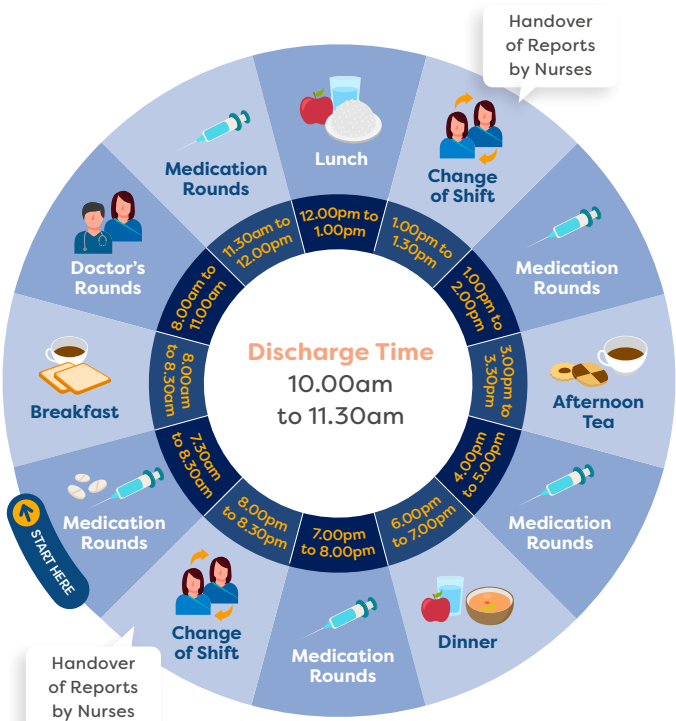 START HERE
Medication
Rounds
7.30am
to 8.30am
Breakfast
8.00am
to 8.30am
Doctor's
Rounds
8.00am to
11.00am
Medication
Rounds
11.30am to
12.00pm
Lunch
12.00pm to
1.00pm
Handover
of Reports
by Nurses
Change
of Shift
1.00pm to
1.30pm
Medication
Rounds
1.00pm to
2.00pm
Afternoon
Tea
3.00pm to
3.30pm
Medication
Rounds
4.00pm
to 5.00pm
Dinner
6.00pm
to 7.00pm
Medication
Rounds
7.00pm
to 8.00pm
Change
of Shift
8.00pm
to 8.30pm
Handover
of Reports
by Nurses
Discharge Time
10.00am
to 11.30am